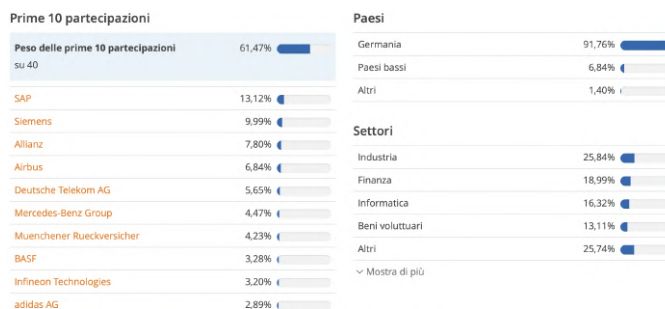 Prime 10 partecipazioni
Peso delle prime 10 partecipazioni 61,47%
su 40
SAP 13,12%
Siemens 9,99%
Allianz 7,80%
Airbus 6,84%
Deutsche Telekom AG 5,65%
Mercedes-Benz Group 4,47%
Muenchener Rueckversicher 4,23%
BASF 3,28%
Infineon Technologies 3,20%
adidas AG 2,89%
Paesi
Germania 91,76%
Paesi bassi 6,84%
Altri 1,40%
Settori
Industria 25,84%
Finanza 18,99%
Informatica 16,32%
Beni voluttuari 13,11%
Altri 25,74%
Mostra di più